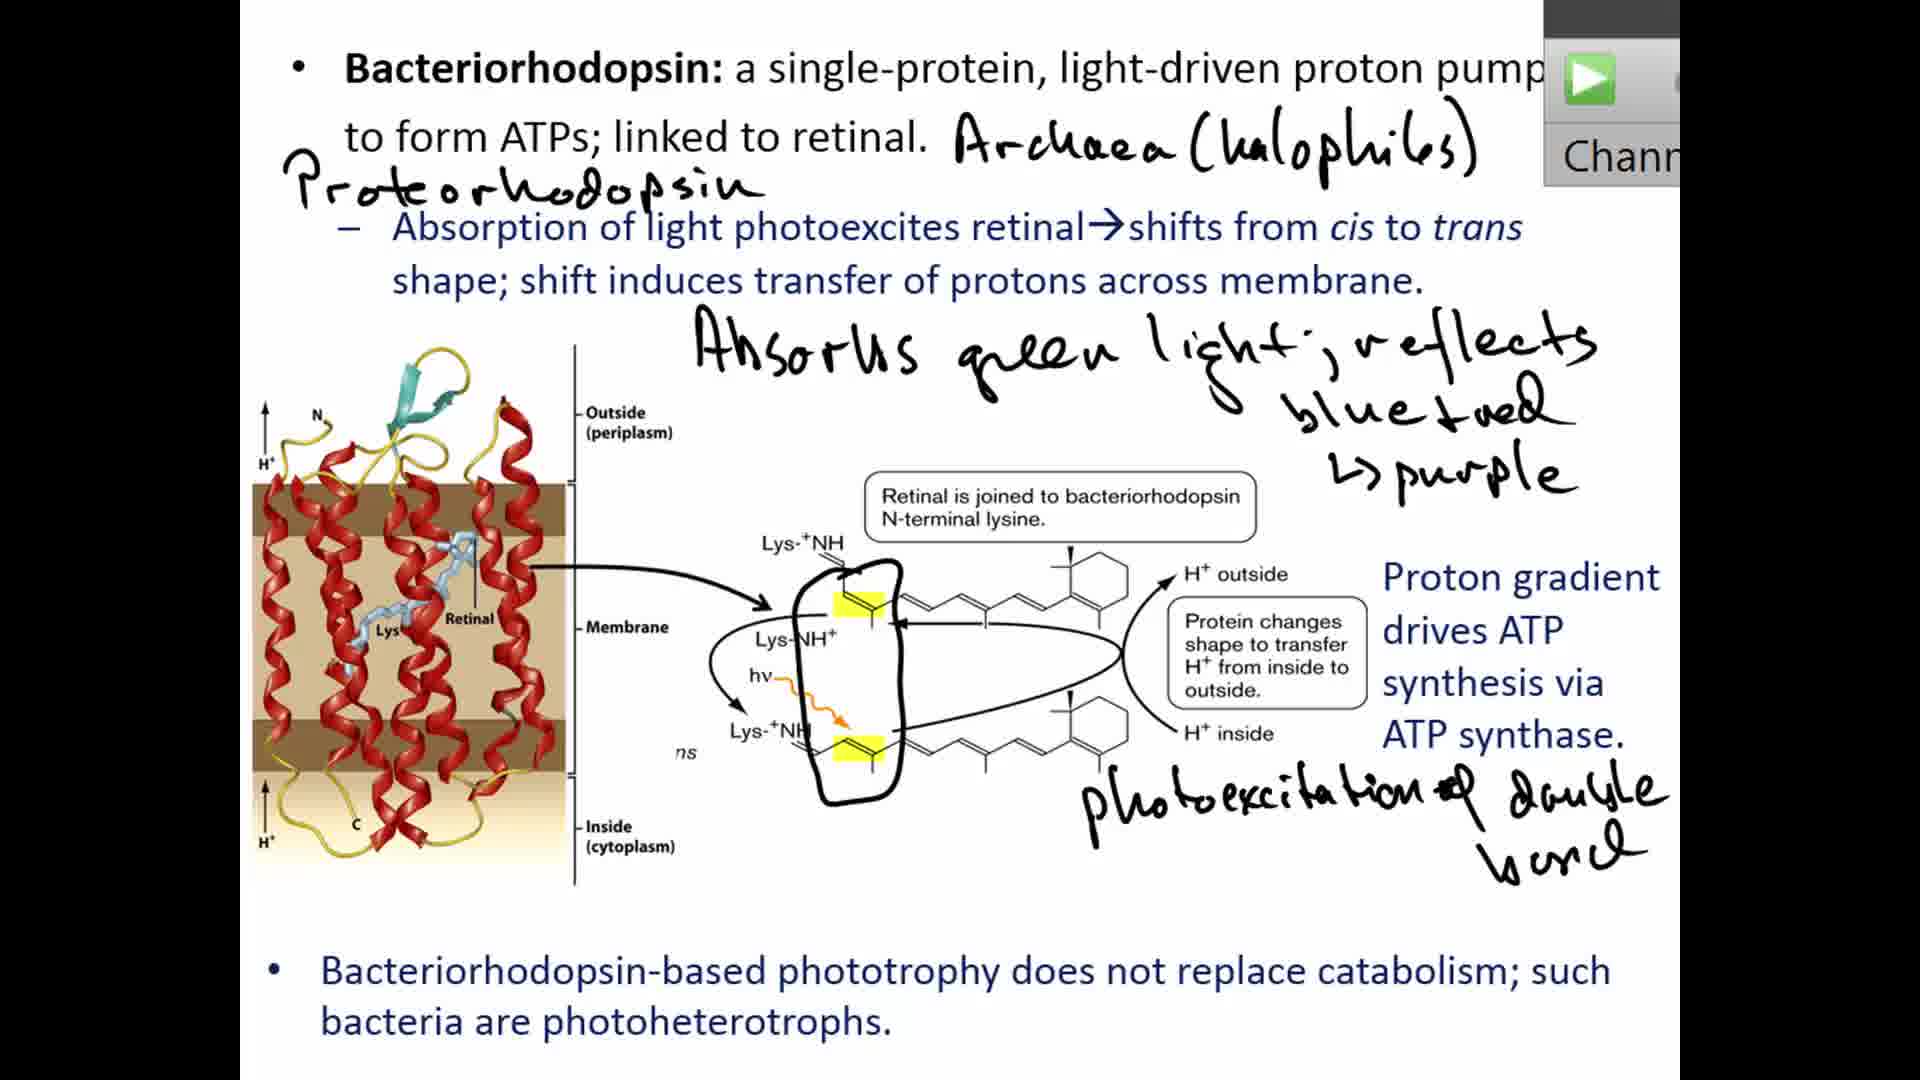 • Bacteriorhodopsin: a single-protein, light-driven proton pump
to form ATPs; linked to retinal. Archaea (halophiles)
Proteorhodopsin
– Absorption of light photoexcites retinal→shifts from cis to trans
shape; shift induces transfer of protons across membrane.
Absorbs green light; reflects
blue + red
↳ purple
Chann
N
H⁺
Outside
(periplasm)
Retinal
Lys
Membrane
H⁺
C
Inside
(cytoplasm)
Retinal is joined to bacteriorhodopsin
N-terminal lysine.
Lys-⁺NH
Lys-NH⁺
hν
Lys-⁺NH
ns
H⁺ outside
Protein changes
shape to transfer
H⁺ from inside to
outside.
H⁺ inside
Proton gradient
drives ATP
synthesis via
ATP synthase.
photoexcitation of double
bond
• Bacteriorhodopsin-based phototrophy does not replace catabolism; such
bacteria are photoheterotrophs.